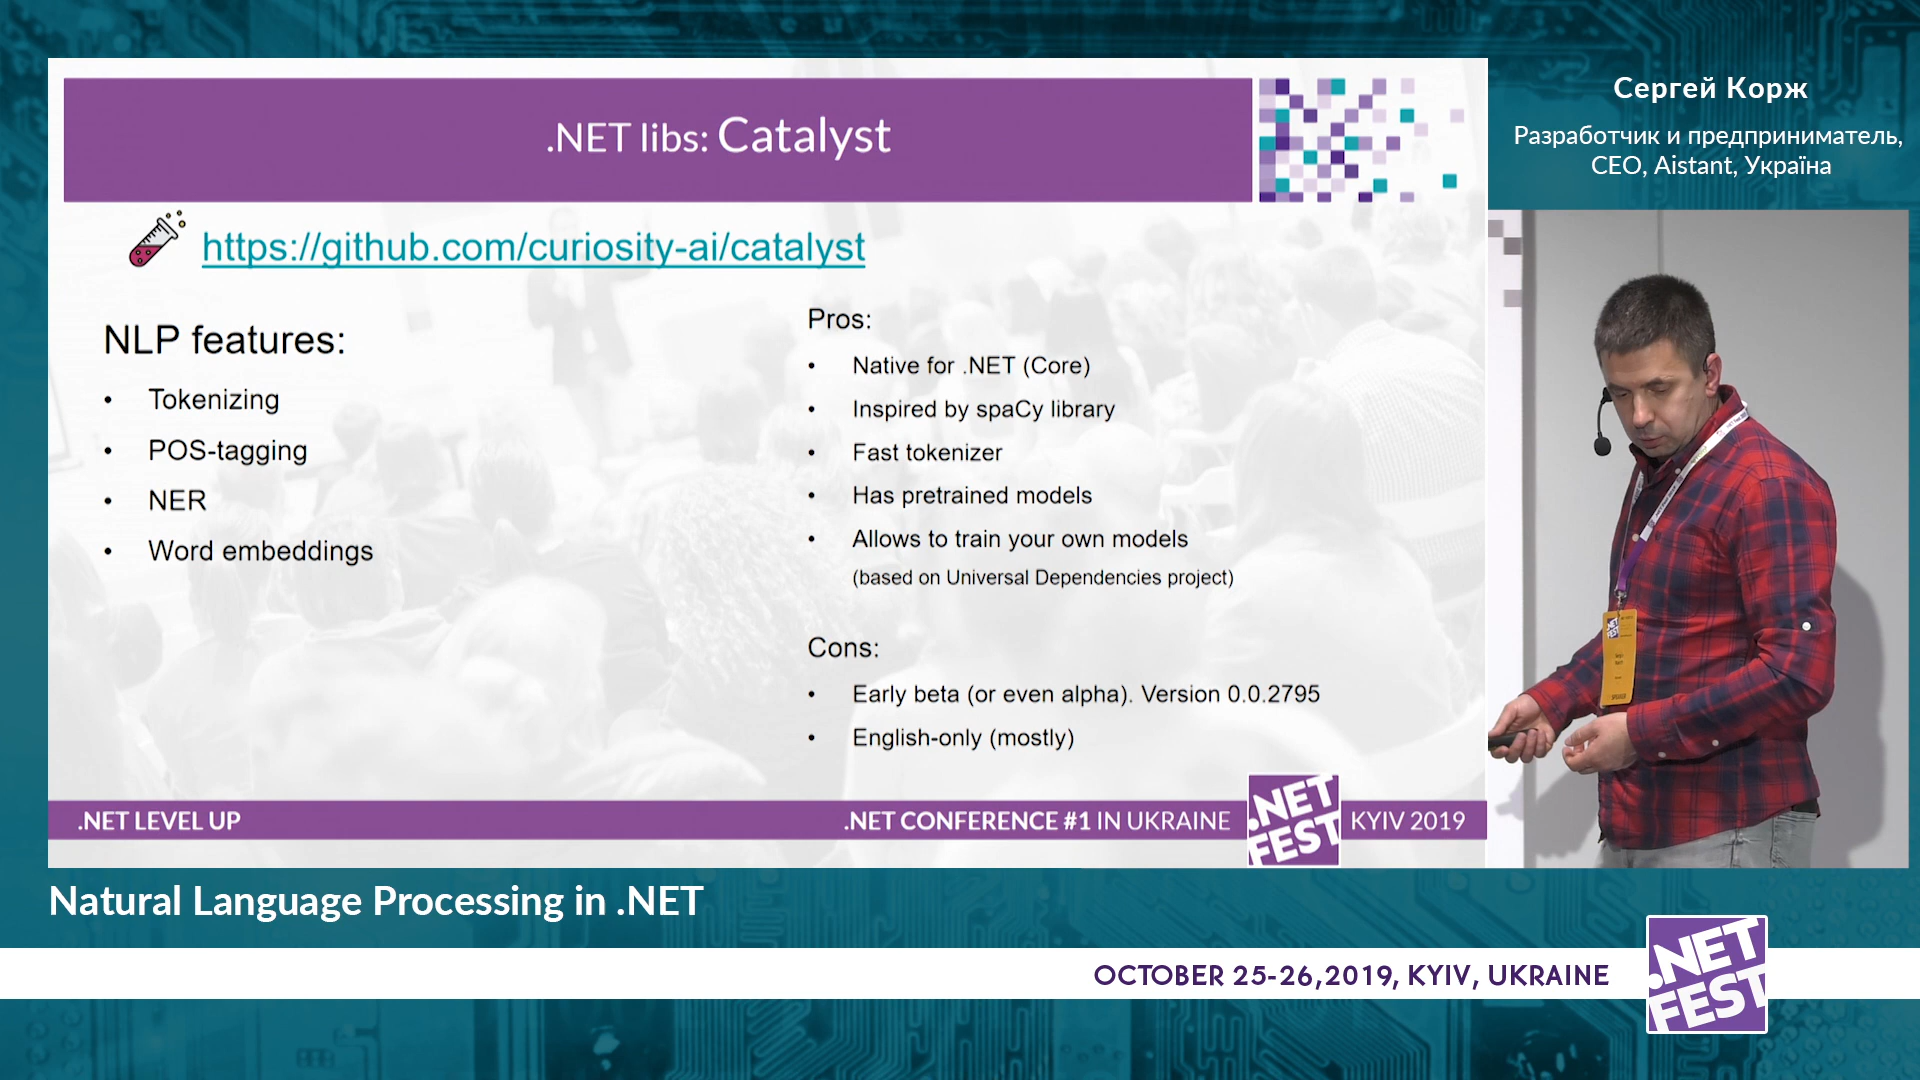 .NET libs: Catalyst
https://github.com/curiosity-ai/catalyst
NLP features:
• Tokenizing
• POS-tagging
• NER
• Word embeddings
Pros:
• Native for .NET (Core)
• Inspired by spaCy library
• Fast tokenizer
• Has pretrained models
• Allows to train your own models
(based on Universal Dependencies project)
Cons:
• Early beta (or even alpha). Version 0.0.2795
• English-only (mostly)
.NET LEVEL UP
.NET CONFERENCE #1 IN UKRAINE
.NET
FEST
KYIV 2019
Сергей Корж
Разработчик и предприниматель,
CEO, Aistant, Україна
Natural Language Processing in .NET
OCTOBER 25-26,2019, KYIV, UKRAINE
.NET
FEST